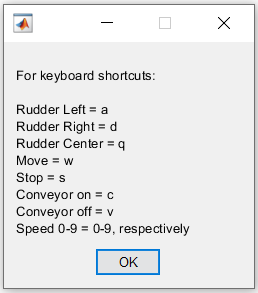 For keyboard shortcuts:
Rudder Left = a
Rudder Right = d
Rudder Center = q
Move = w
Stop = s
Conveyor on = c
Conveyor off = v
Speed 0-9 = 0-9, respectively
OK